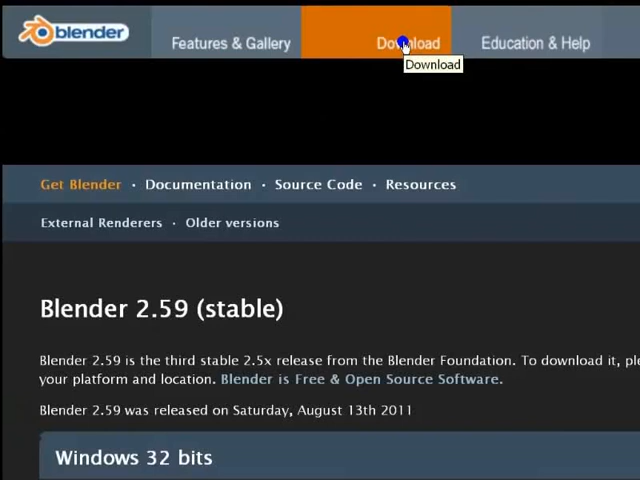 blender
Features & Gallery
Download
Education & Help
Download
Get Blender · Documentation · Source Code · Resources
External Renderers · Older versions
Blender 2.59 (stable)
Blender 2.59 is the third stable 2.5x release from the Blender Foundation. To download it, ple
your platform and location. Blender is Free & Open Source Software.
Blender 2.59 was released on Saturday, August 13th 2011
Windows 32 bits